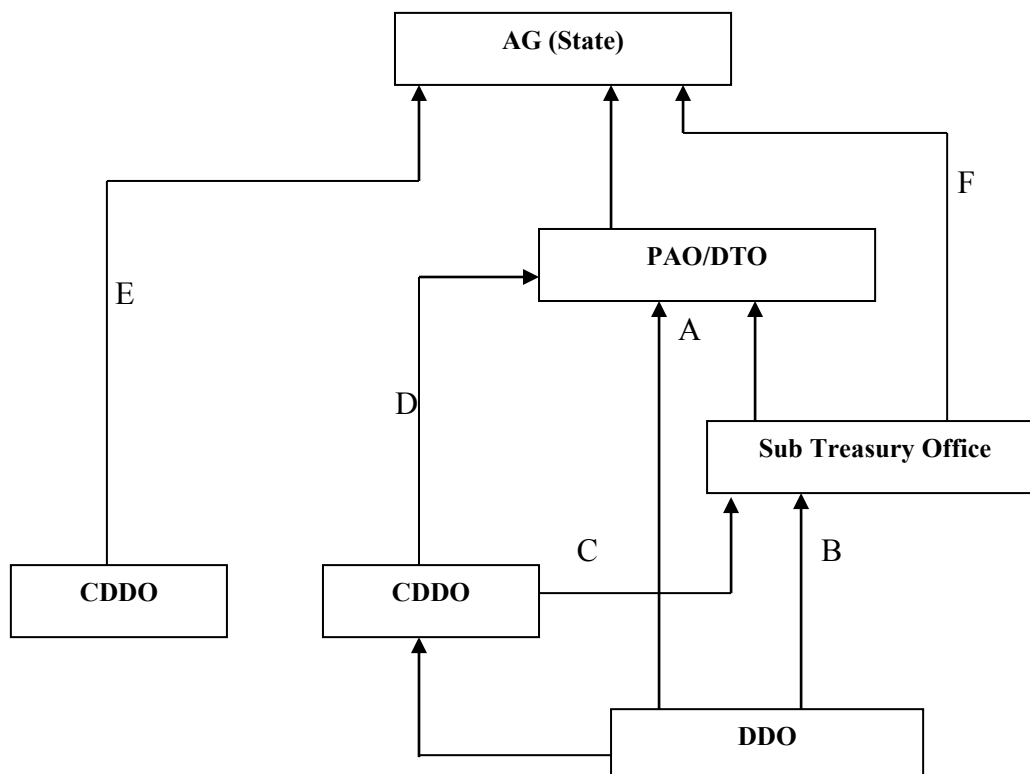 AG (State)
F
PAO/DTO
E
A
D
Sub Treasury Office
C
B
CDDO
CDDO
DDO